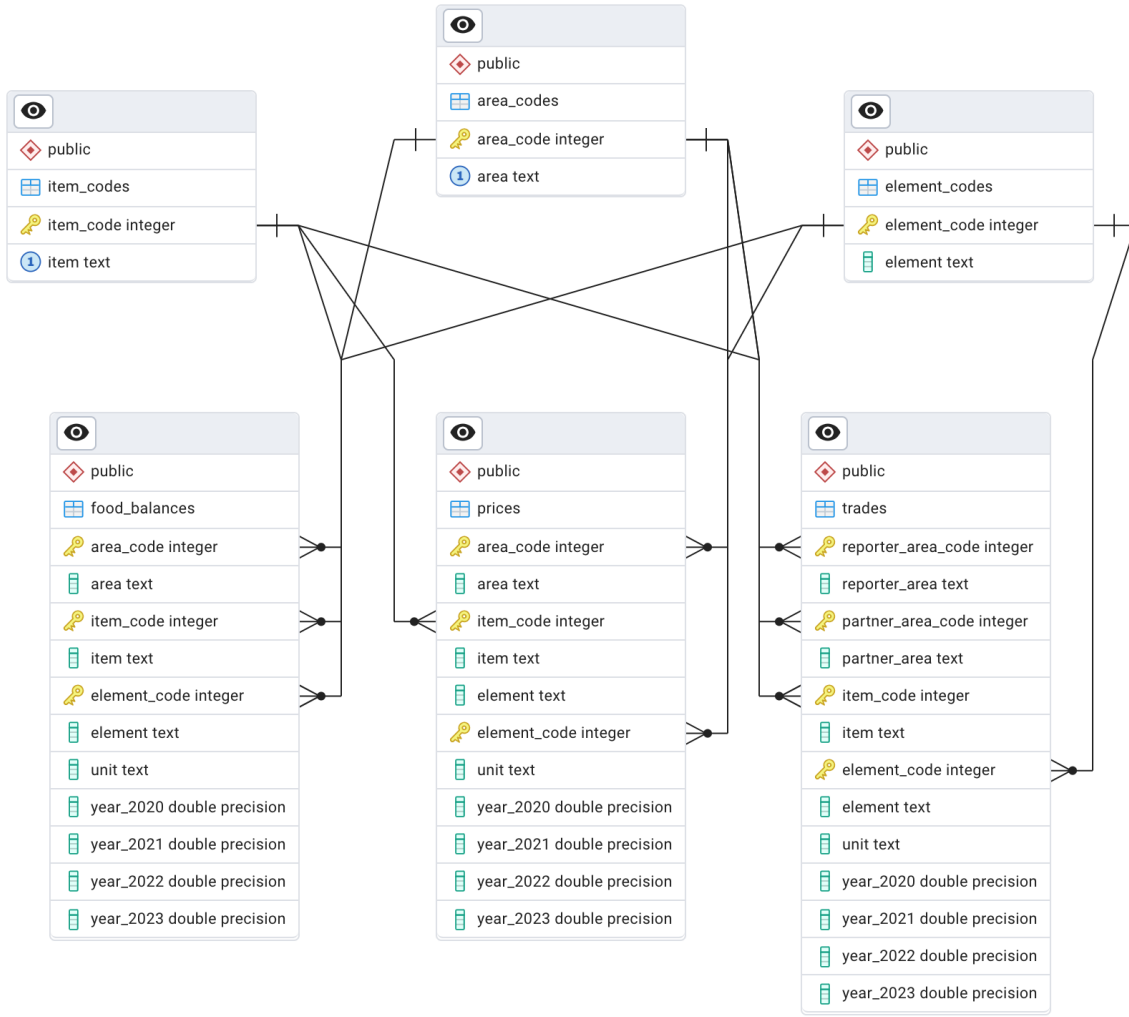 public
area_codes
area_code integer
1 area text
public
item_codes
item_code integer
1 item text
public
element_codes
element_code integer
element text
public
food_balances
area_code integer
area text
item_code integer
item text
element_code integer
element text
unit text
year_2020 double precision
year_2021 double precision
year_2022 double precision
year_2023 double precision
public
prices
area_code integer
area text
item_code integer
item text
element text
element_code integer
unit text
year_2020 double precision
year_2021 double precision
year_2022 double precision
year_2023 double precision
public
trades
reporter_area_code integer
reporter_area text
partner_area_code integer
partner_area text
item_code integer
item text
element_code integer
element text
unit text
year_2020 double precision
year_2021 double precision
year_2022 double precision
year_2023 double precision